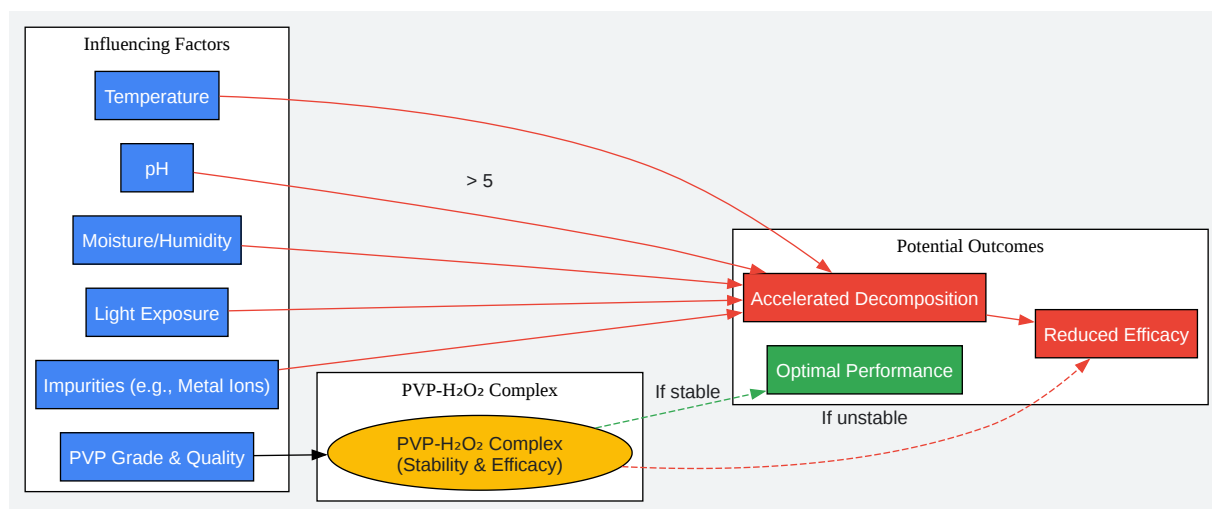 Influencing Factors
Temperature
pH
> 5
Moisture/Humidity
Potential Outcomes
Light Exposure
Accelerated Decomposition
Reduced Efficacy
Impurities (e.g., Metal Ions)
PVP-H₂O₂ Complex
Optimal Performance
If stable
If unstable
PVP Grade & Quality
PVP-H₂O₂ Complex
(Stability & Efficacy)